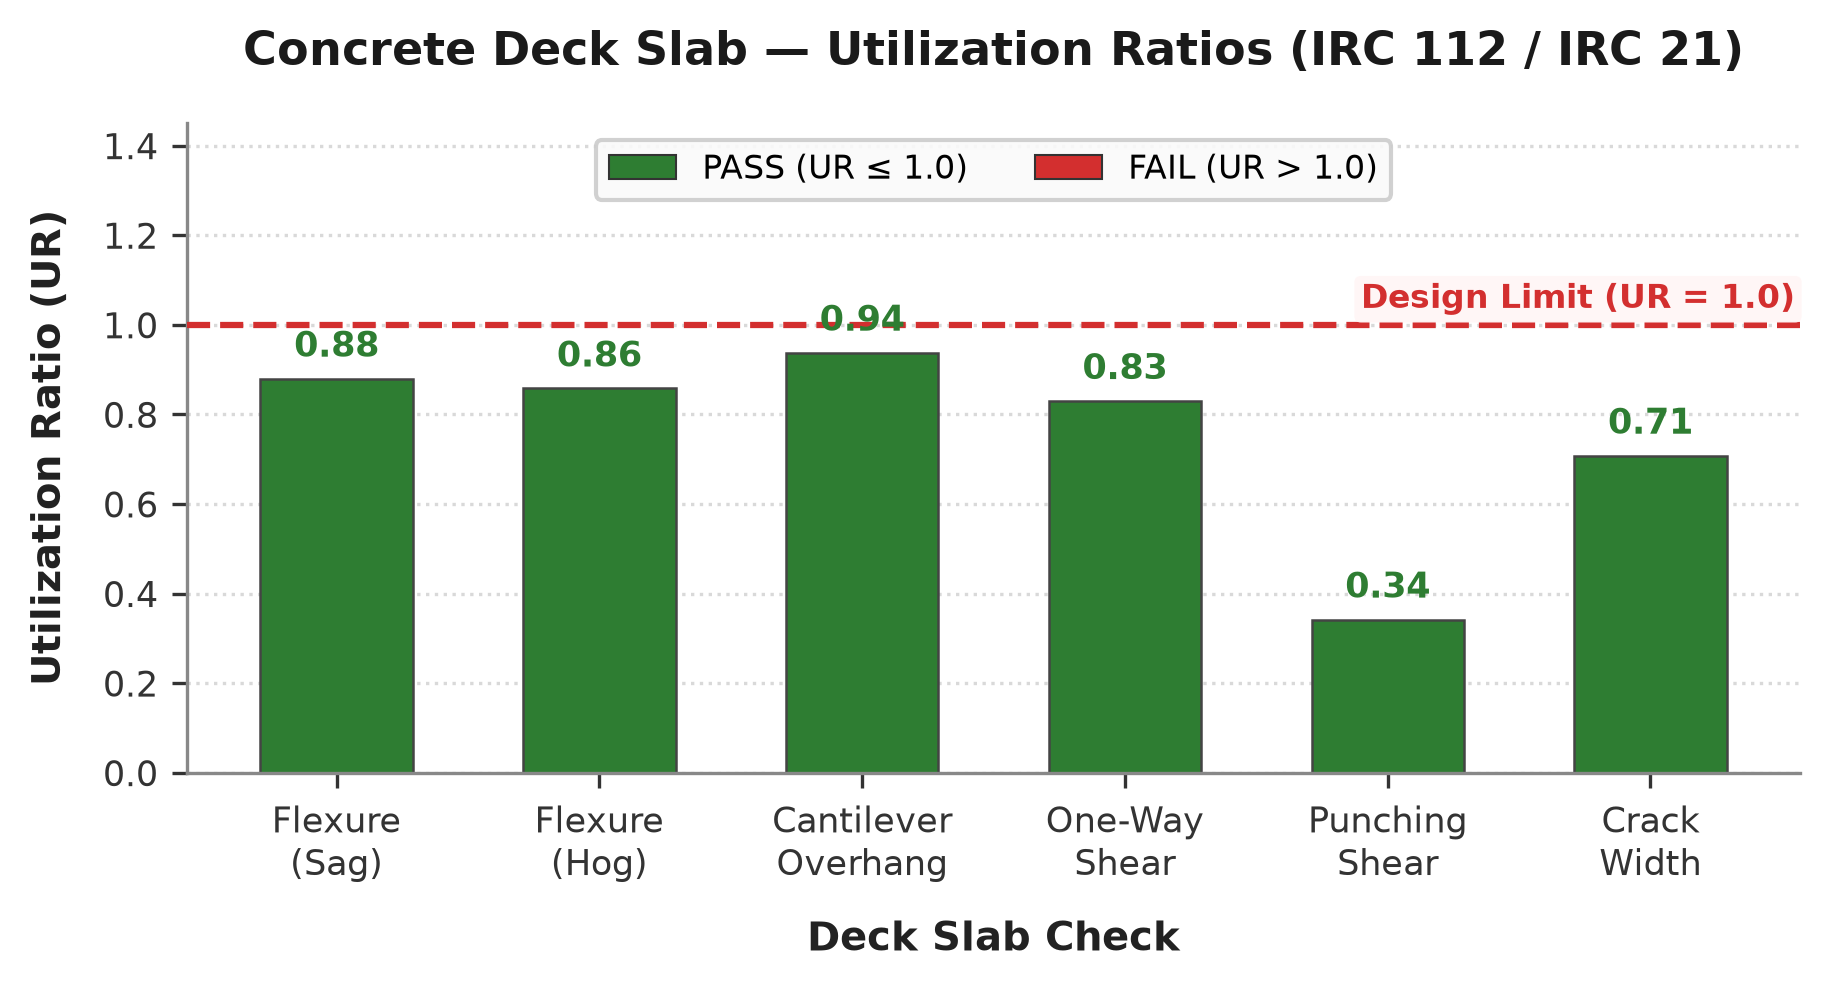 Concrete Deck Slab — Utilization Ratios (IRC 112 / IRC 21)
PASS (UR ≤ 1.0)
FAIL (UR > 1.0)
Utilization Ratio (UR)
1.4
1.2
1.0
0.8
0.6
0.4
0.2
0.0
Design Limit (UR = 1.0)
0.88
0.86
0.94
0.83
0.34
0.71
Flexure
(Sag)
Flexure
(Hog)
Cantilever
Overhang
One-Way
Shear
Punching
Shear
Crack
Width
Deck Slab Check